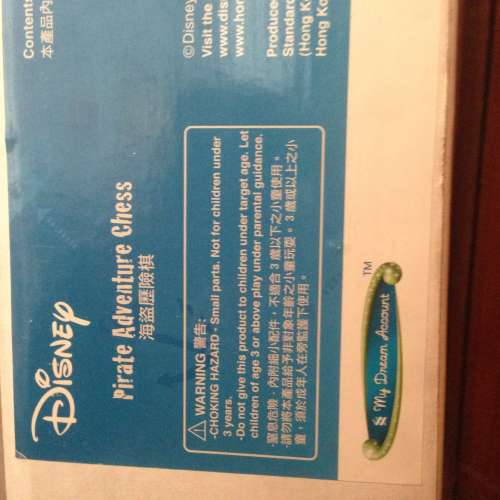 Contents
本產品內
©Disney
Visit the
www.dis
www.hor
Produce
Standard
(Hong K
Hong Ko
DISNEY
Pirate Adventure Chess
海盜歷險棋
⚠ WARNING 警告:
-CHOKING HAZARD - Small parts. Not for children under
3 years.
-Do not give this product to children under target age. Let
children of age 3 or above play under parental guidance.
-窒息危險 - 內附細小配件，不適合3歲以下之小童使用。
-請勿將本產品給予非對象年齡之小童玩耍。3歲或以上之小
童，須於成年人在旁監護下使用。
My Dream Account
TM